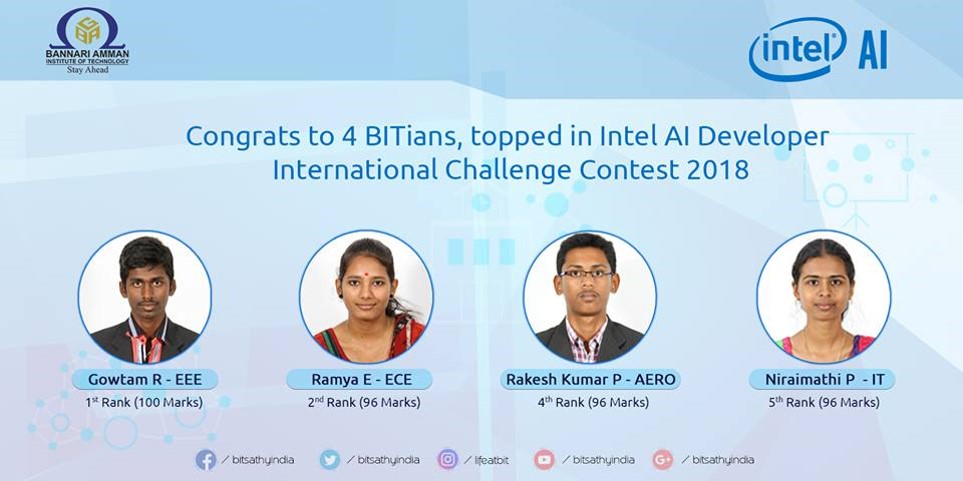 BANNARI AMMAN
INSTITUTE OF TECHNOLOGY
Stay Ahead
intel AI
Congrats to 4 BITians, topped in Intel AI Developer
International Challenge Contest 2018
Gowtam R - EEE
1st Rank (100 Marks)
Ramya E - ECE
2nd Rank (96 Marks)
Rakesh Kumar P - AERO
4th Rank (96 Marks)
Niraimathi P - IT
5th Rank (96 Marks)
/ bitsathyindia / bitsathyindia / lifeatbit / bitsathyindia / bitsathyindia